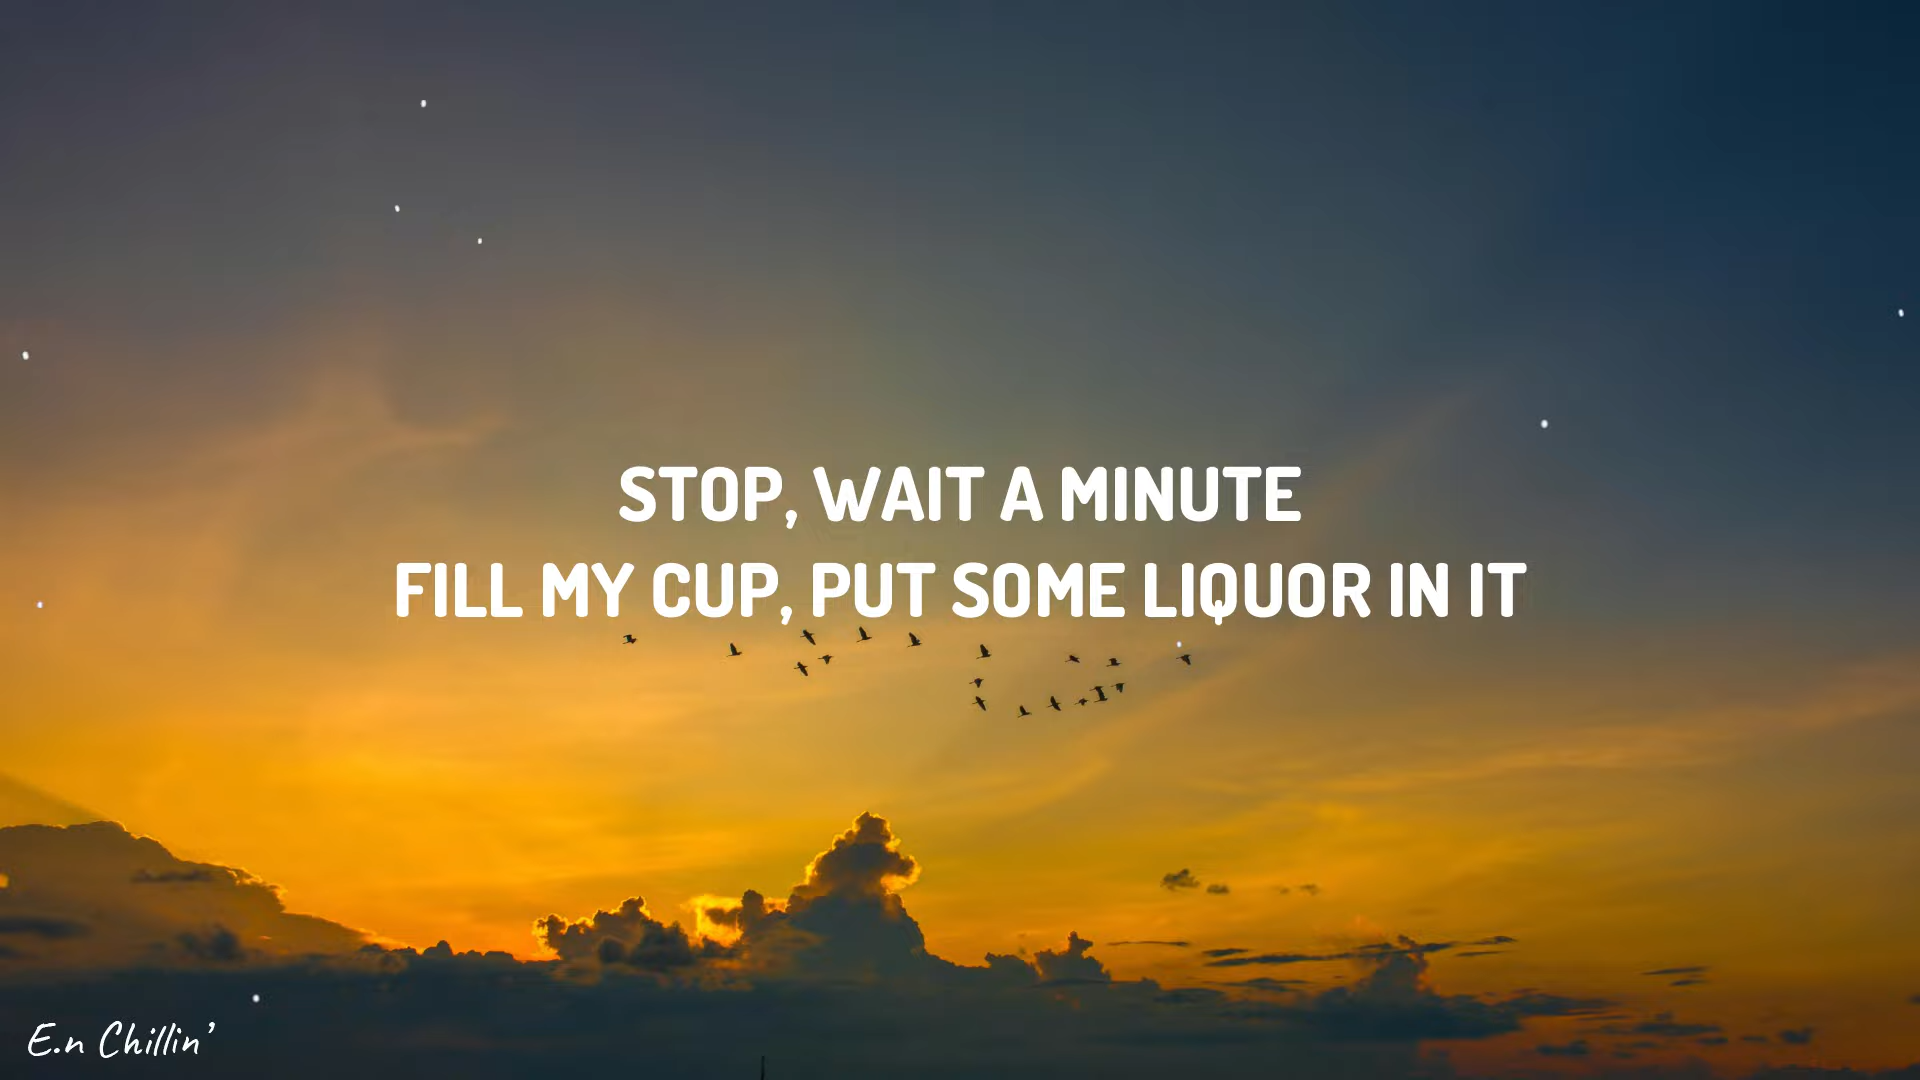 STOP, WAIT A MINUTE
FILL MY CUP, PUT SOME LIQUOR IN IT
E.n Chillin'